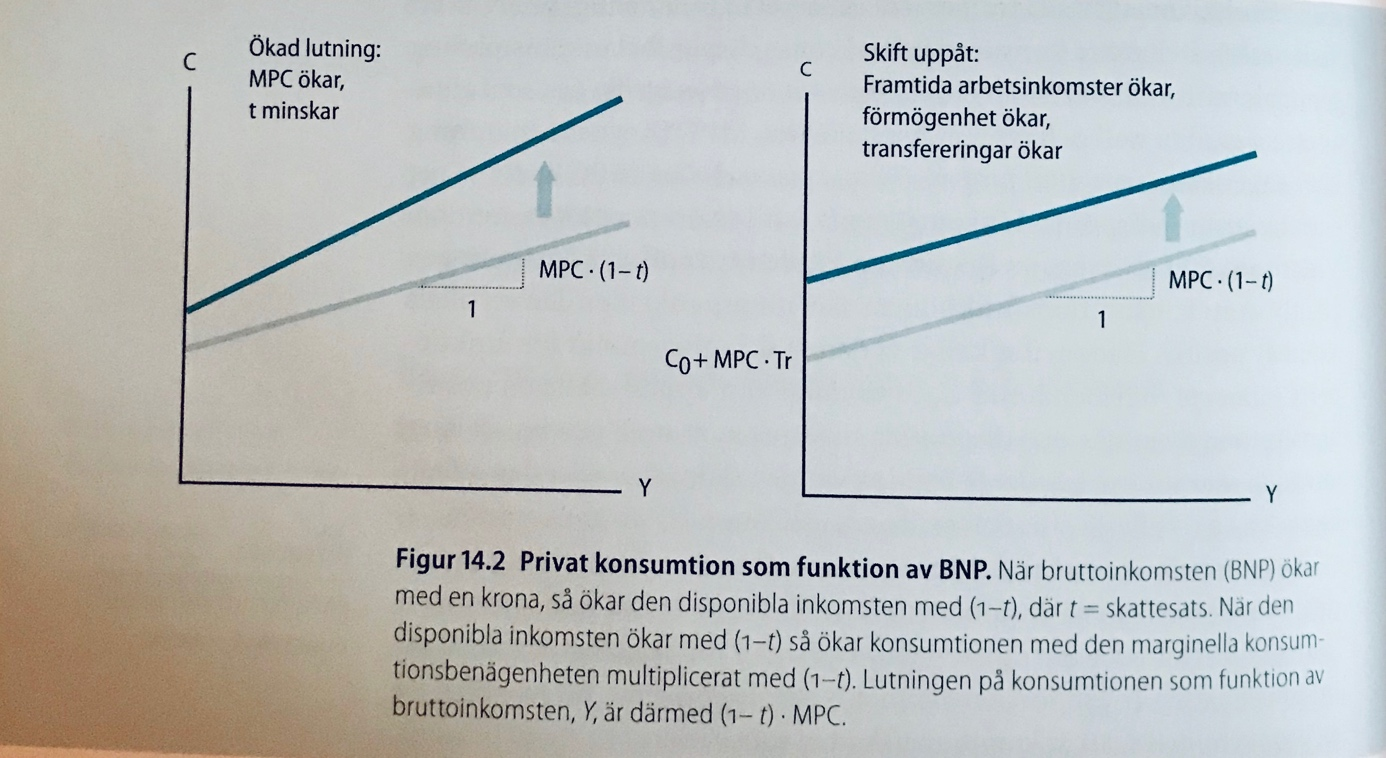 C
Ökad lutning:
MPC ökar,
t minskar
MPC · (1– t)
1
Y
C
Skift uppåt:
Framtida arbetsinkomster ökar,
förmögenhet ökar,
transfereringar ökar
MPC · (1– t)
1
C₀ + MPC · Tr
Y
Figur 14.2 Privat konsumtion som funktion av BNP. När bruttoinkomsten (BNP) ökar
med en krona, så ökar den disponibla inkomsten med (1–t), där t = skattesats. När den
disponibla inkomsten ökar med (1–t) så ökar konsumtionen med den marginella konsum-
tionsbenägenheten multiplicerat med (1–t). Lutningen på konsumtionen som funktion av
bruttoinkomsten, Y, är därmed (1– t) · MPC.